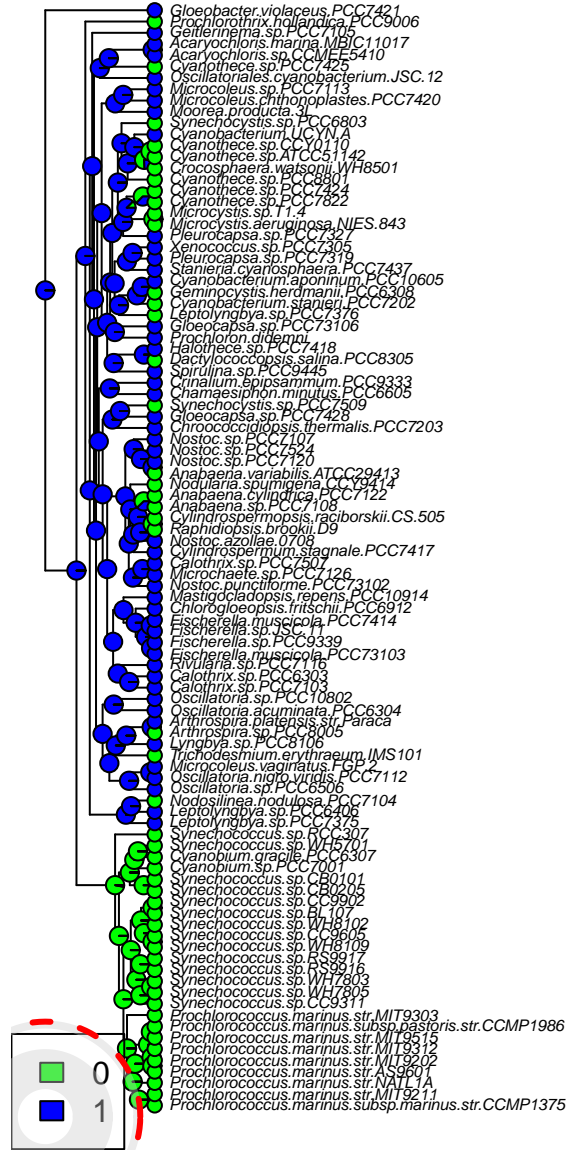 Gloeobacter.violaceus.PCC7421
Prochlorothrix.hollandica.PCC9006
Geitlerinema.sp.PCC7105
Acaryochloris.marina.MBIC11017
Acaryochloris.sp.CCMEE5410
Cyanothece.sp.PCC7425
Oscillatoriales.cyanobacterium.JSC.12
Microcoleus.sp.PCC7113
Microcoleus.chthonoplastes.PCC7420
Moorea.producta.3L
Synechocystis.sp.PCC6803
Cyanobacterium.UCYN.A
Cyanothece.sp.CCY0110
Cyanothece.sp.ATCC51142
Crocosphaera.watsonii.WH8501
Cyanothece.sp.PCC8801
Cyanothece.sp.PCC7424
Cyanothece.sp.PCC7822
Microcystis.sp.T1.4
Microcystis.aeruginosa.NIES.843
Pleurocapsa.sp.PCC7327
Xenococcus.sp.PCC7305
Pleurocapsa.sp.PCC7319
Stanieria.cyanosphaera.PCC7437
Cyanobacterium.aponinum.PCC10605
Geminocystis.herdmanii.PCC6308
Cyanobacterium.stanieri.PCC7202
Leptolyngbya.sp.PCC7376
Gloeocapsa.sp.PCC73106
Prochloron.didemni
Halothece.sp.PCC7418
Dactylococcopsis.salina.PCC8305
Spirulina.sp.PCC9445
Crinalium.epipsammum.PCC9333
Chamaesiphon.minutus.PCC6605
Synechocystis.sp.PCC7509
Gloeocapsa.sp.PCC7428
Chroococcidiopsis.thermalis.PCC7203
Nostoc.sp.PCC7107
Nostoc.sp.PCC7524
Nostoc.sp.PCC7120
Anabaena.variabilis.ATCC29413
Nodularia.spumigena.CCY9414
Anabaena.cylindrica.PCC7122
Anabaena.sp.PCC7108
Cylindrospermopsis.raciborskii.CS.505
Raphidiopsis.brookii.D9
Nostoc.azollae.0708
Cylindrospermum.stagnale.PCC7417
Calothrix.sp.PCC7507
Microchaete.sp.PCC7126
Nostoc.punctiforme.PCC73102
Mastigocladopsis.repens.PCC10914
Chlorogloeopsis.fritschii.PCC6912
Fischerella.muscicola.PCC7414
Fischerella.sp.JSC.11
Fischerella.sp.PCC9339
Fischerella.muscicola.PCC73103
Rivularia.sp.PCC7116
Calothrix.sp.PCC6303
Calothrix.sp.PCC7103
Oscillatoria.sp.PCC10802
Oscillatoria.acuminata.PCC6304
Arthrospira.platensis.str.Paraca
Arthrospira.sp.PCC8005
Lyngbya.sp.PCC8106
Trichodesmium.erythraeum.IMS101
Microcoleus.vaginatus.FGP.2
Oscillatoria.nigro.viridis.PCC7112
Oscillatoria.sp.PCC6506
Nodosilinea.nodulosa.PCC7104
Leptolyngbya.sp.PCC6406
Leptolyngbya.sp.PCC7375
Synechococcus.sp.RCC307
Synechococcus.sp.WH5701
Cyanobium.gracile.PCC6307
Cyanobium.sp.PCC7001
Synechococcus.sp.CB0101
Synechococcus.sp.CB0205
Synechococcus.sp.CC9902
Synechococcus.sp.BL107
Synechococcus.sp.WH8102
Synechococcus.sp.CC9605
Synechococcus.sp.WH8109
Synechococcus.sp.RS9917
Synechococcus.sp.RS9916
Synechococcus.sp.WH7803
Synechococcus.sp.WH7805
Synechococcus.sp.CC9311
Prochlorococcus.marinus.str.MIT9303
Prochlorococcus.marinus.subsp.pastoris.str.CCMP1986
Prochlorococcus.marinus.str.MIT9515
Prochlorococcus.marinus.str.MIT9312
Prochlorococcus.marinus.str.MIT9202
Prochlorococcus.marinus.str.AS9601
Prochlorococcus.marinus.str.NATL1A
Prochlorococcus.marinus.str.MIT9211
Prochlorococcus.marinus.subsp.marinus.str.CCMP1375
0
1